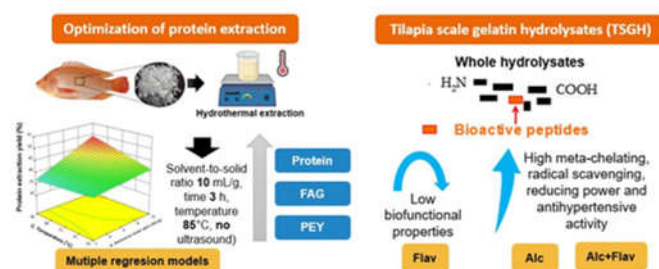 Optimization of protein extraction
Hydrothermal extraction
Protein extraction yield (%)
Solvent-to-solid
ratio 10 mL/g,
time 3 h,
temperature
85°C, no
ultrasound)
Protein
FAG
PEY
Mutiple regresion models
Tilapia scale gelatin hydrolysates (TSGH)
Whole hydrolysates
H₂N
COOH
Bioactive peptides
Low
biofunctional
properties
High meta-chelating,
radical scavenging,
reducing power and
antihypertensive
activity
Flav
Alc
Alc+Flav